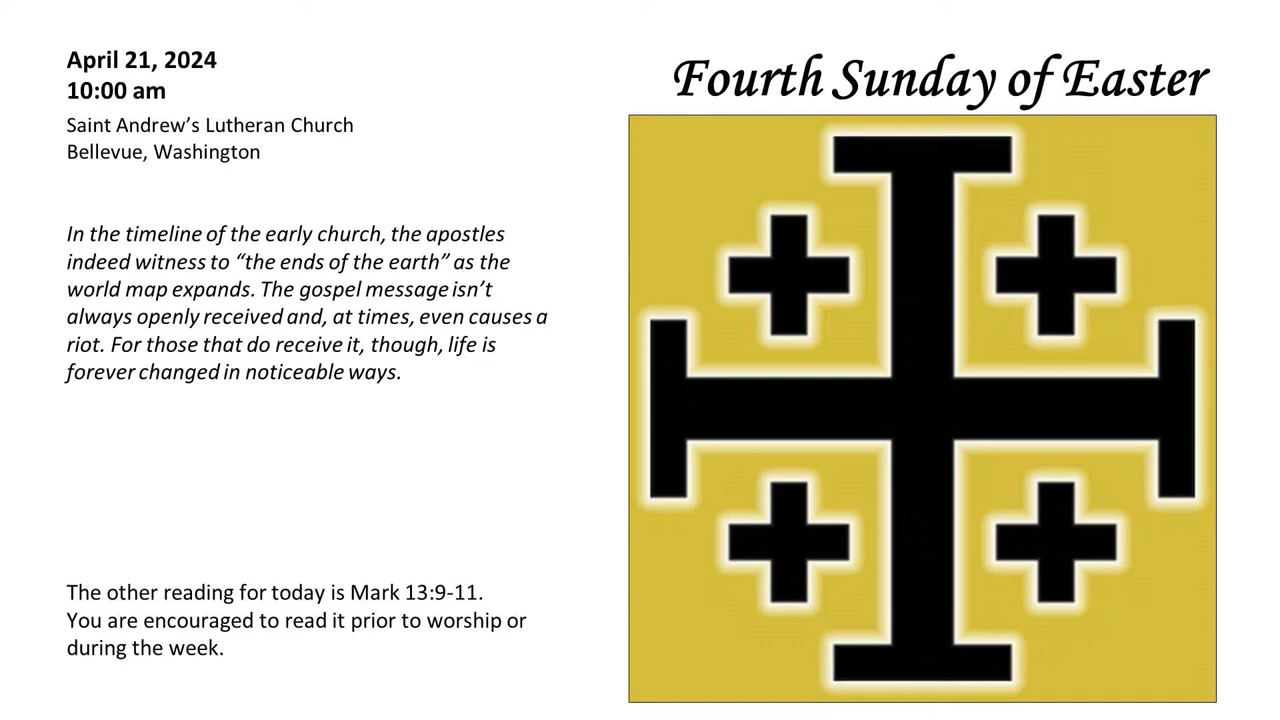 April 21, 2024
10:00 am
Saint Andrew’s Lutheran Church
Bellevue, Washington
In the timeline of the early church, the apostles
indeed witness to “the ends of the earth” as the
world map expands. The gospel message isn’t
always openly received and, at times, even causes a
riot. For those that do receive it, though, life is
forever changed in noticeable ways.
The other reading for today is Mark 13:9-11.
You are encouraged to read it prior to worship or
during the week.
Fourth Sunday of Easter